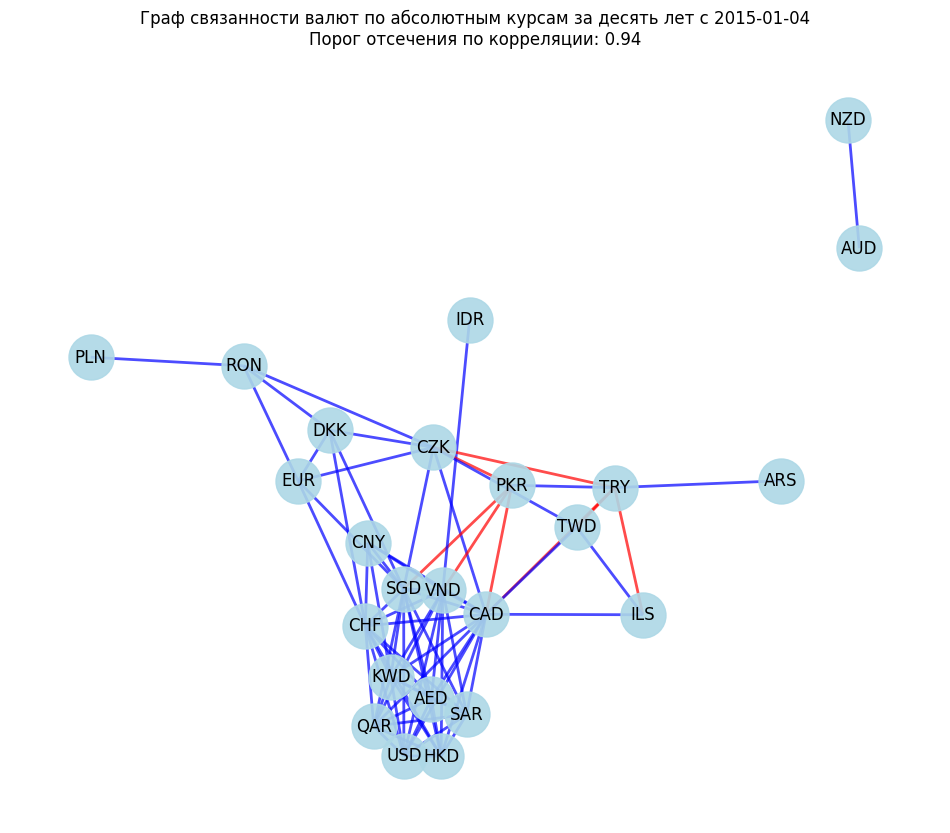 Граф связанности валют по абсолютным курсам за десять лет с 2015-01-04
Порог отсечения по корреляции: 0.94
NZD
AUD
IDR
PLN
RON
DKK
CZK
EUR
PKR
TRY
ARS
TWD
CNY
SGD
VND
CAD
ILS
CHF
KWD
AED
SAR
QAR
USD
HKD